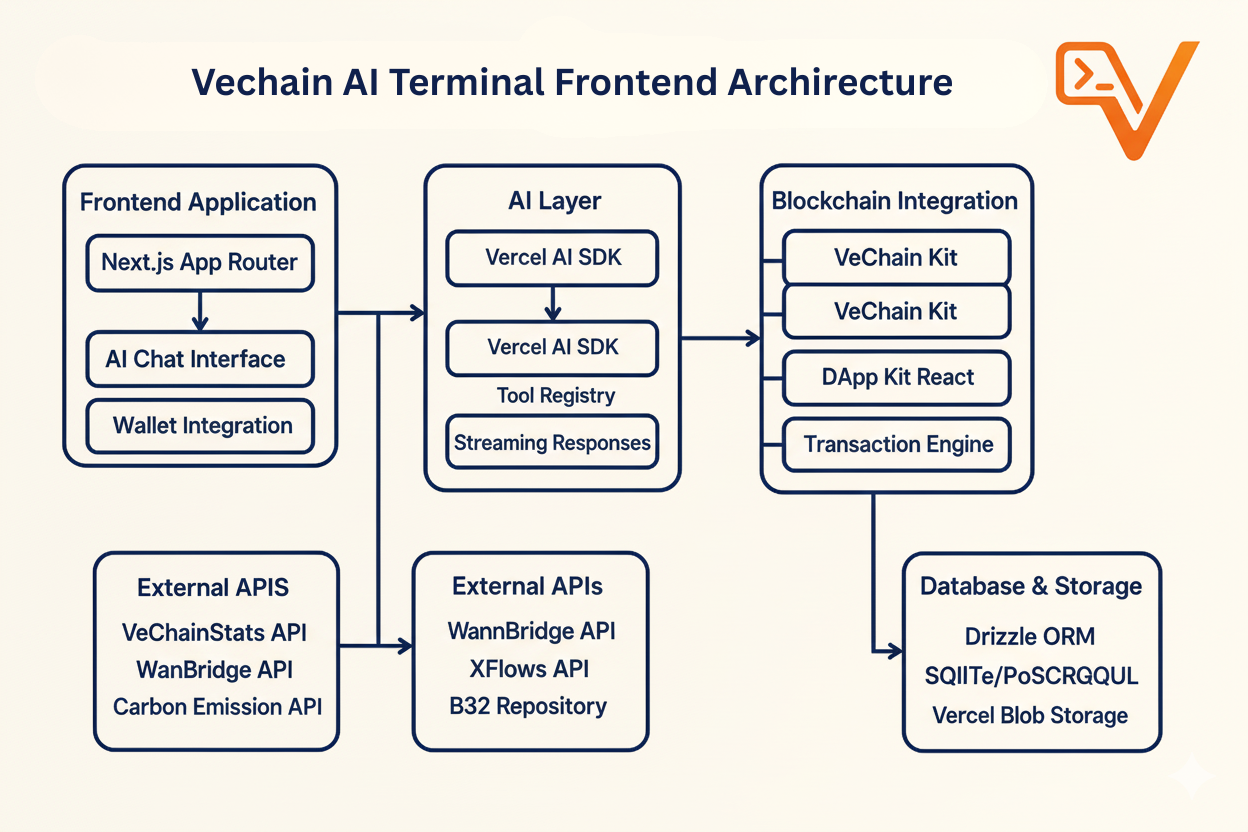 Vechain AI Terminal Frontend Archirecture
Frontend Application
Next.js App Router
AI Chat Interface
Wallet Integration
AI Layer
Vercel AI SDK
Vercel AI SDK
Tool Registry
Streaming Responses
Blockchain Integration
VeChain Kit
VeChain Kit
DApp Kit React
Transaction Engine
External APIS
VeChainStats API
WanBridge API
Carbon Emission API
External APIs
WannBridge API
XFlows API
B32 Repository
Database & Storage
Drizzle ORM
SQIITe/PoSCRGQUL
Vercel Blob Storage